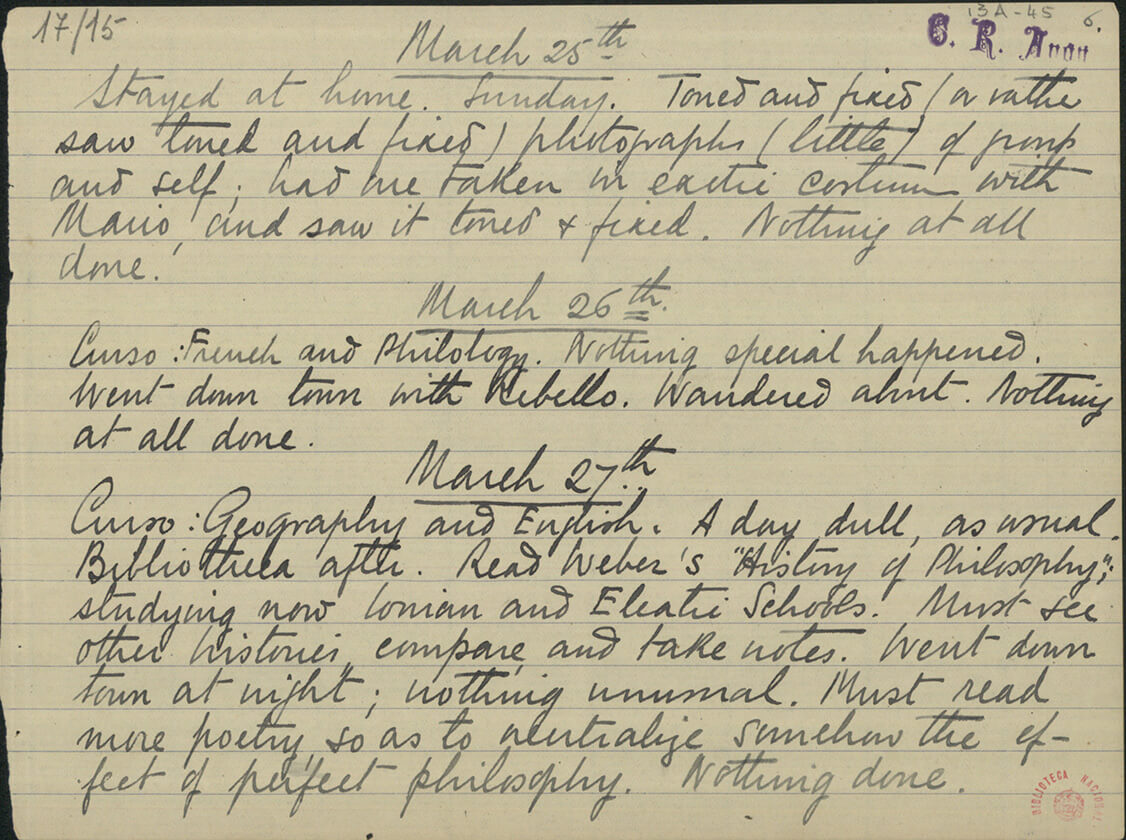 17/15
13A-45 6.
C. R. Anon
March 25th
Stayed at home. Sunday. Toned and fixed (or rathe
saw toned and fixed) photographs (little) of group
and self; had me taken in exotic costume with
Mario, and saw it toned & fixed. Nothing at all
done.
March 26th.
Curso: French and Philology. Nothing special happened.
Went down town with Rebello. Wandered about. Nothing
at all done.
March 27th
Curso: Geography and English. A day dull, as usual.
Bibliotheca after. Read Weber's "History of Philosophy";
studying now Ionian and Eleatic Schools. Must see
other histories, compare, and take notes. Went down
town at night; nothing unusual. Must read
more poetry, so as to neutralize somehow the ef-
fect of perfect philosophy. Nothing done.
BIBLIOTECA NACIONAL